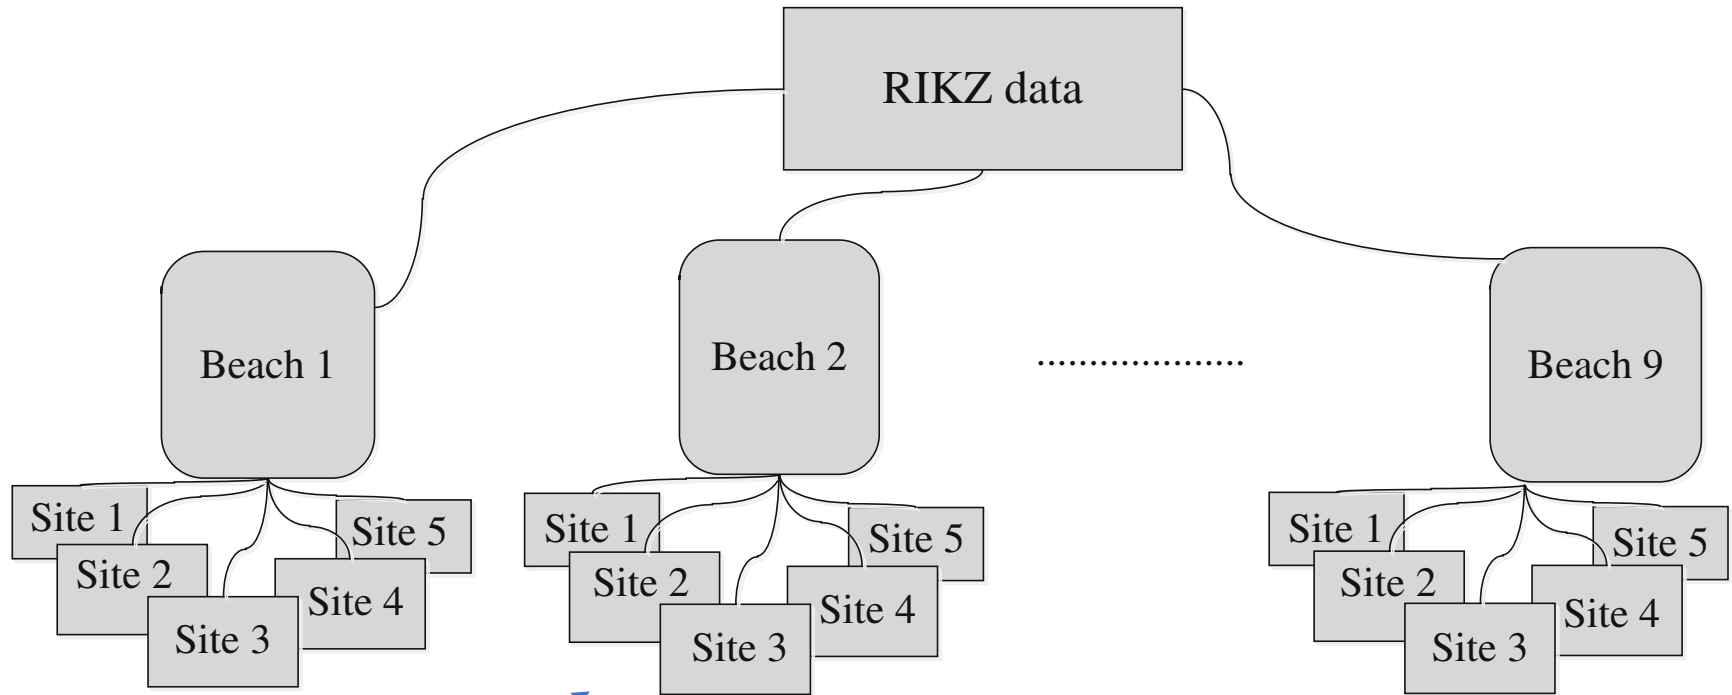 RIKZ data
Beach 1
Beach 2
...................
Beach 9
Site 1
Site 2
Site 3
Site 4
Site 5
Site 1
Site 2
Site 3
Site 4
Site 5
Site 1
Site 2
Site 3
Site 4
Site 5